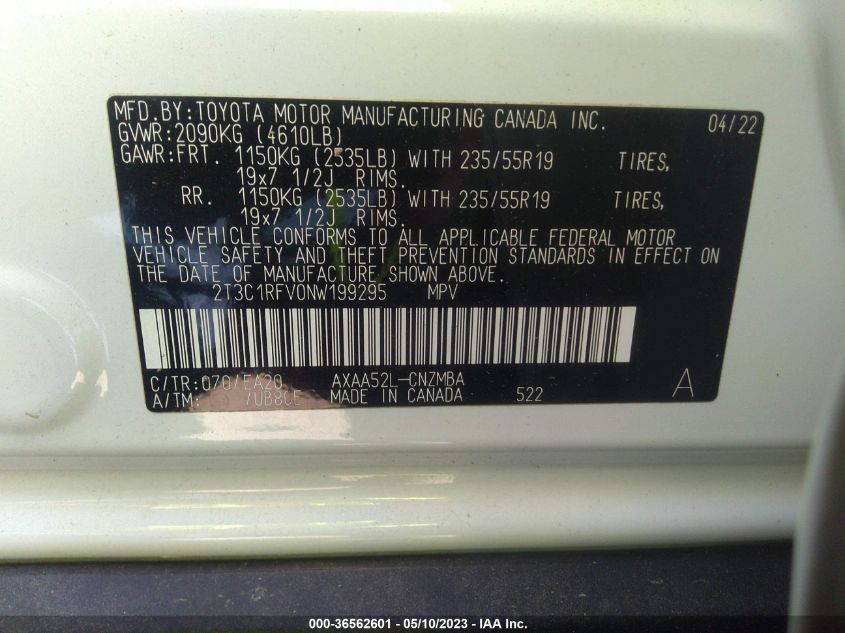 MFD.BY:TOYOTA MOTOR MANUFACTURING CANADA INC. 04/22
GVWR:2090KG (4610LB)
GAWR:FRT. 1150KG (2535LB) WITH 235/55R19 TIRES,
19x7 1/2J RIMS.
RR. 1150KG (2535LB) WITH 235/55R19 TIRES,
19x7 1/2J RIMS.
THIS VEHICLE CONFORMS TO ALL APPLICABLE FEDERAL MOTOR
VEHICLE SAFETY AND THEFT PREVENTION STANDARDS IN EFFECT ON
THE DATE OF MANUFACTURE SHOWN ABOVE.
2T3C1RFV0NW199295 MPV
C/TR:070/EA20 AXAA52L-CNZMBA A
A/TM: /UB80E MADE IN CANADA 522
000-36562601 - 05/10/2023 - IAA Inc.